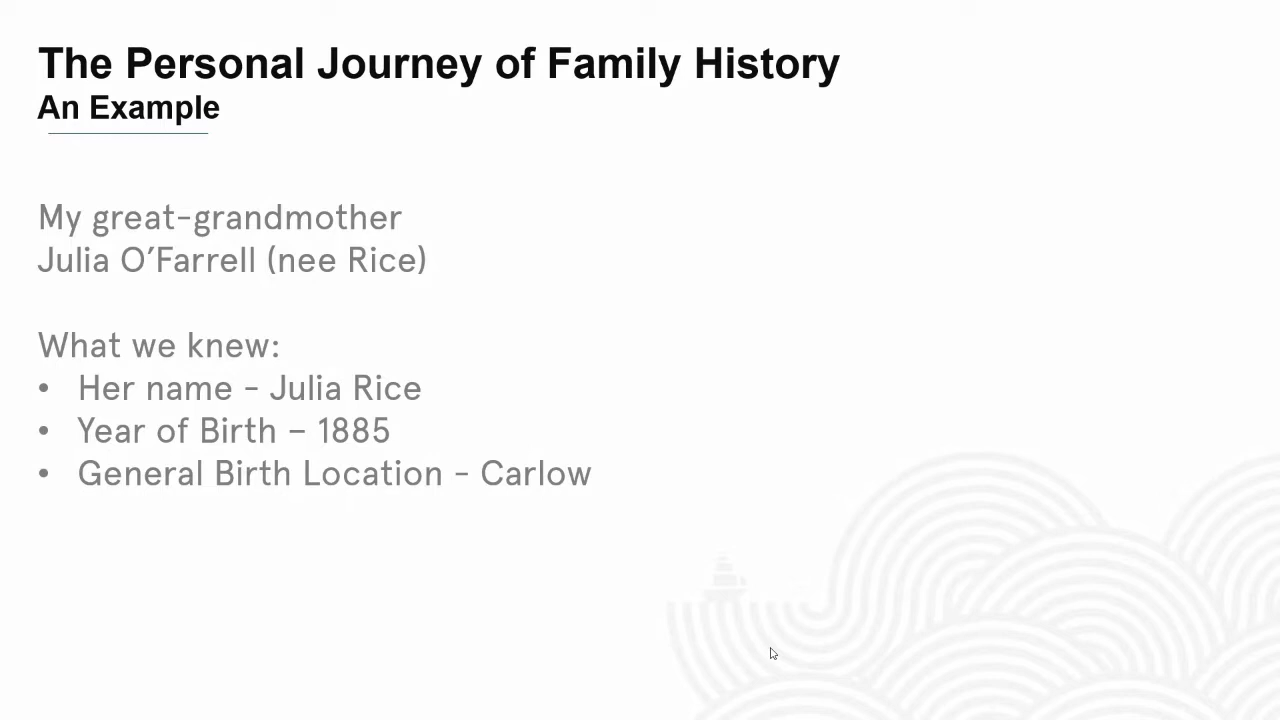 The Personal Journey of Family History
An Example
My great-grandmother
Julia O’Farrell (nee Rice)
What we knew:
• Her name - Julia Rice
• Year of Birth – 1885
• General Birth Location - Carlow